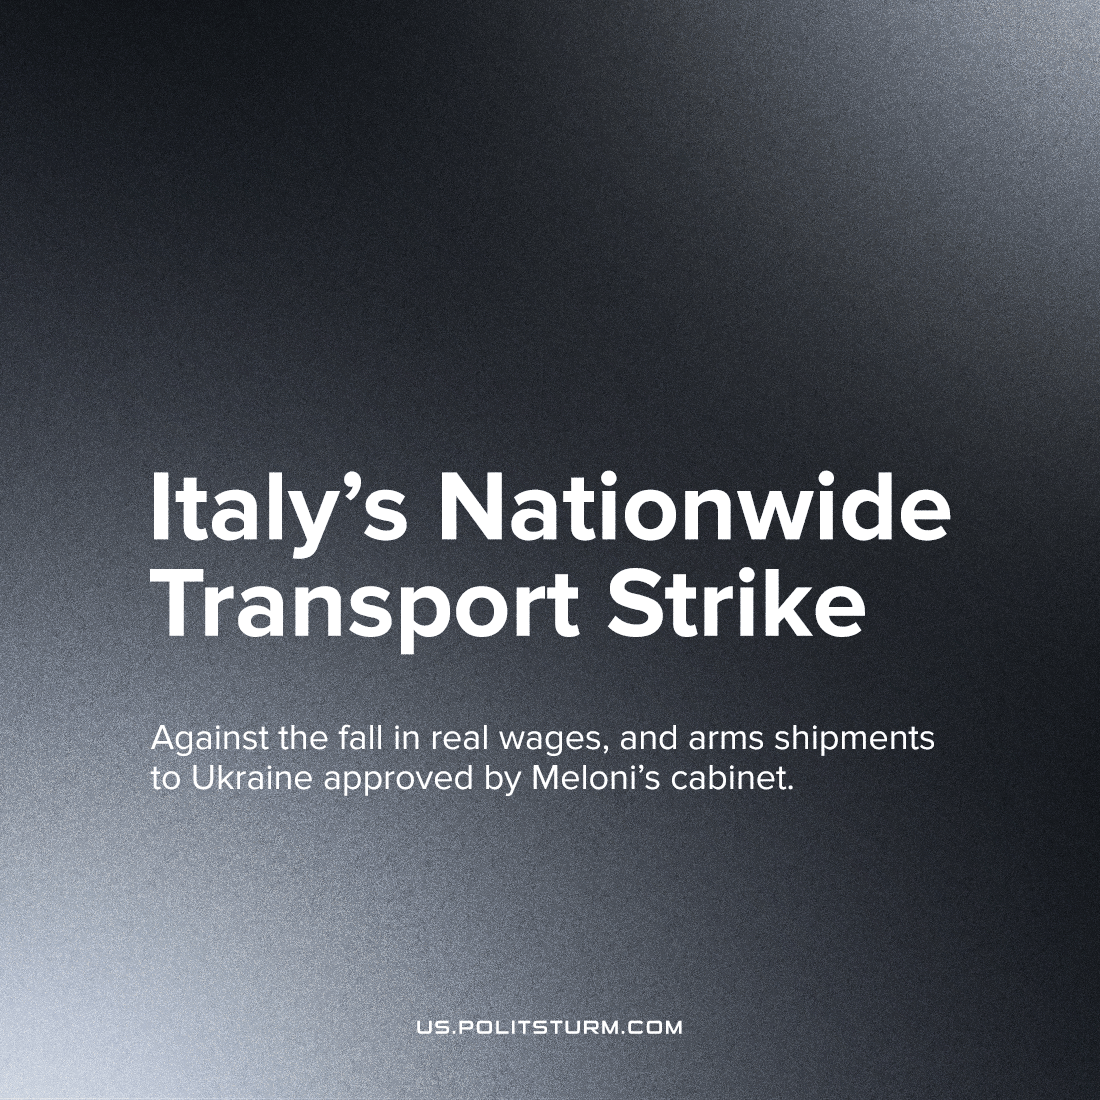 Italy’s Nationwide
Transport Strike
Against the fall in real wages, and arms shipments
to Ukraine approved by Meloni’s cabinet.
US.POLITSTURM.COM